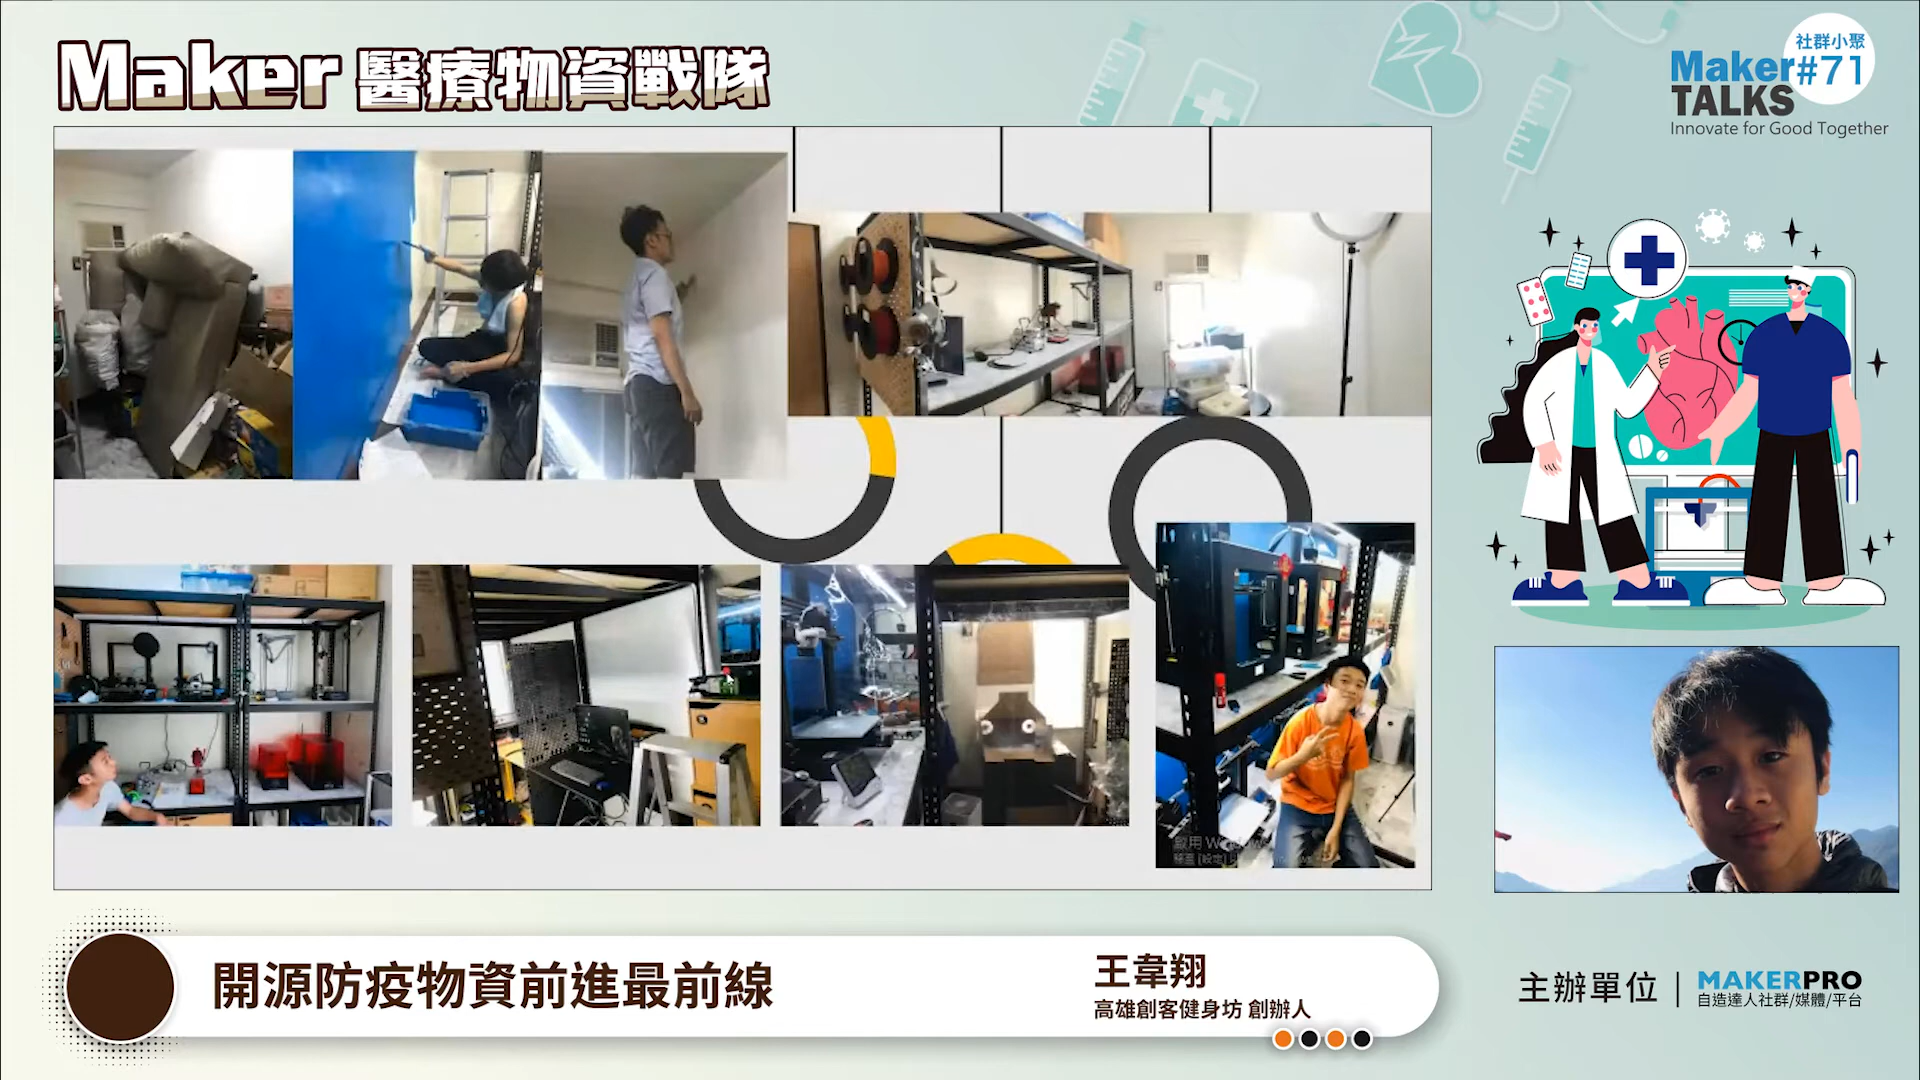 Maker 醫療物資戰隊
社群小聚
Maker #71
TALKS
Innovate for Good Together
開源防疫物資前進最前線
王韋翔
高雄創客健身坊 創辦人
主辦單位 | MAKERPRO
自造達人社群/媒體/平台